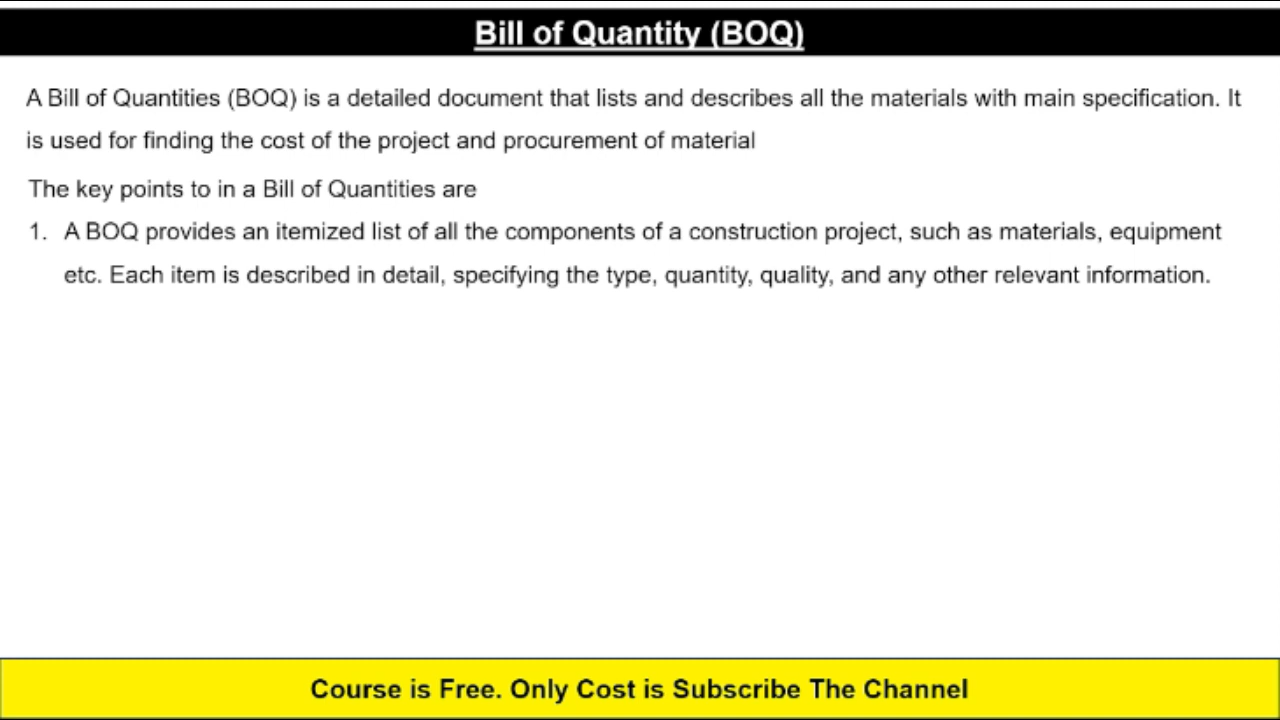 Bill of Quantity (BOQ)
A Bill of Quantities (BOQ) is a detailed document that lists and describes all the materials with main specification. It
is used for finding the cost of the project and procurement of material
The key points to in a Bill of Quantities are
1. A BOQ provides an itemized list of all the components of a construction project, such as materials, equipment
etc. Each item is described in detail, specifying the type, quantity, quality, and any other relevant information.
Course is Free. Only Cost is Subscribe The Channel